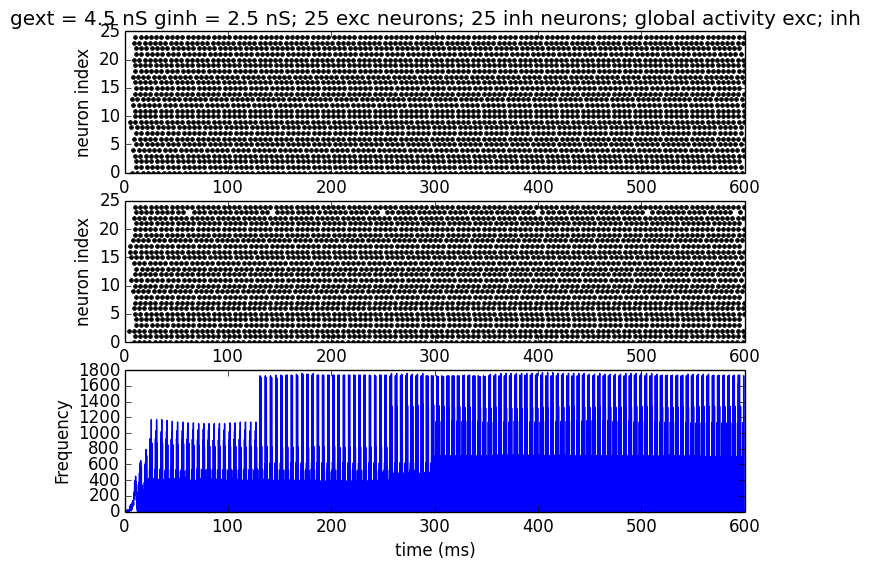 gext = 4.5 nS ginh = 2.5 nS; 25 exc neurons; 25 inh neurons; global activity exc; inh
25
20
15
10
5
0
neuron index
0 100 200 300 400 500 600
25
20
15
10
5
0
neuron index
0 100 200 300 400 500 600
1800
1600
1400
1200
1000
800
600
400
200
0
Frequency
0 100 200 300 400 500 600
time (ms)